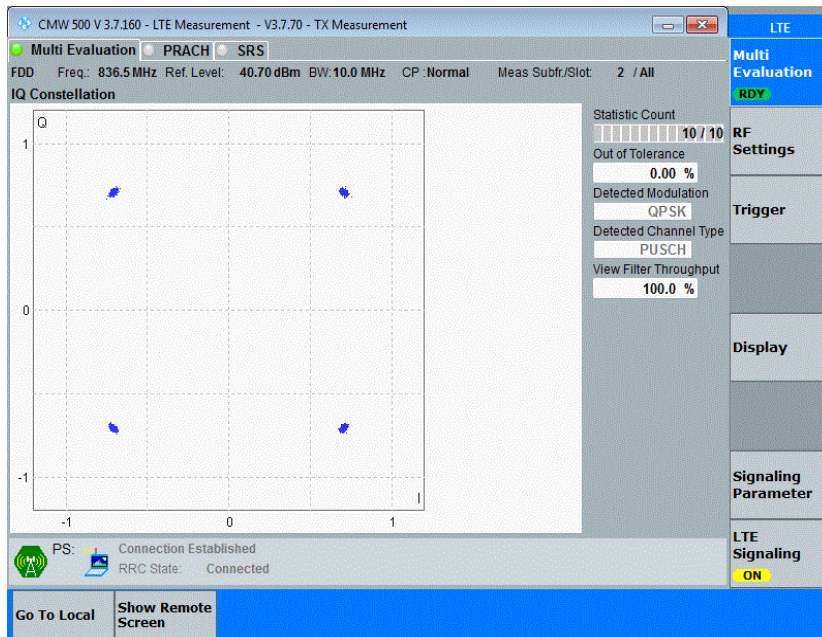 CMW 500 V 3.7.160 - LTE Measurement - V3.7.70 - TX Measurement
LTE
Multi Evaluation PRACH SRS
FDD Freq.: 836.5 MHz Ref. Level: 40.70 dBm BW: 10.0 MHz CP : Normal Meas Subfr./Slot: 2 / All
IQ Constellation
Q
1
0
-1
I
-1 0 1
Statistic Count
10 / 10
Out of Tolerance
0.00 %
Detected Modulation
QPSK
Detected Channel Type
PUSCH
View Filter Throughput
100.0 %
Multi
Evaluation
RDY
RF
Settings
Trigger
Display
Signaling
Parameter
LTE
Signaling
ON
PS: Connection Established
RRC State: Connected
Go To Local
Show Remote
Screen